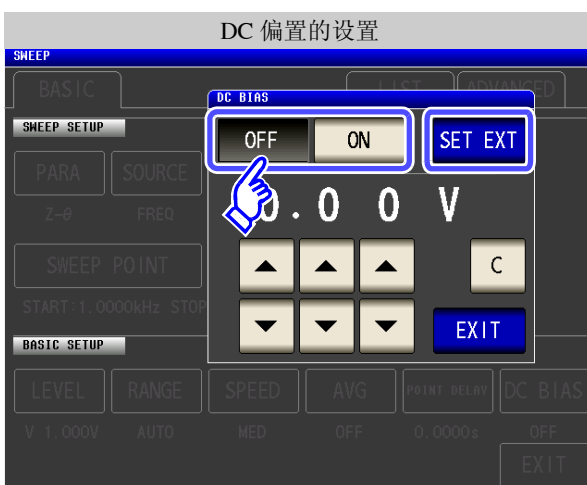 DC 偏置的设置
SWEEP
BASIC
LIST
ADVANCED
DC BIAS
SWEEP SETUP
OFF
ON
SET EXT
PARA
SOURCE
Z-θ
FREQ
0.00 V
SWEEP POINT
C
START:1.0000kHz STOP
BASIC SETUP
EXIT
LEVEL
RANGE
SPEED
AVG
POINT DELAY
DC BIAS
V 1.000V
AUTO
MED
OFF
0.0000s
OFF
EXIT